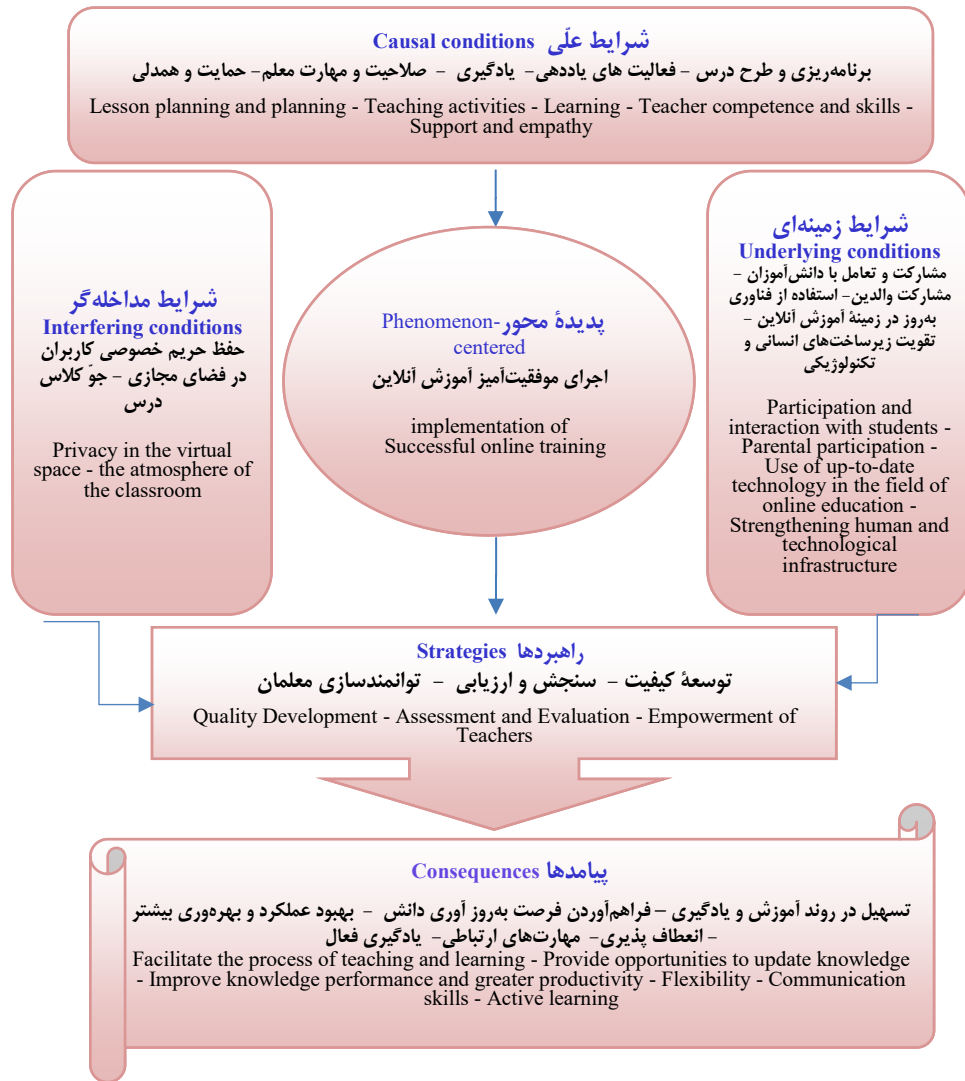 شرایط علّی Causal conditions
برنامه‌ریزی و طرح درس – فعالیت های یاددهی– یادگیری – صلاحیت و مهارت معلم– حمایت و همدلی
Lesson planning and planning - Teaching activities - Learning - Teacher competence and skills -
Support and empathy
شرایط مداخله‌گر
Interfering conditions
حفظ حریم خصوصی کاربران
در فضای مجازی – جوّ کلاس
درس
Privacy in the virtual
space - the atmosphere of
the classroom
پدیدهٔ محور-Phenomenon
centered
اجرای موفقیت‌آمیز آموزش آنلاین
implementation of
Successful online training
شرایط زمینه‌ای
Underlying conditions
مشارکت و تعامل با دانش‌آموزان –
مشارکت والدین– استفاده از فناوری
به‌روز در زمینهٔ آموزش آنلاین –
تقویت زیرساخت‌های انسانی و
تکنولوژیکی
Participation and
interaction with students -
Parental participation -
Use of up-to-date
technology in the field of
online education -
Strengthening human and
technological
infrastructure
راهبردها Strategies
توسعهٔ کیفیت – سنجش و ارزیابی – توانمندسازی معلمان
Quality Development - Assessment and Evaluation - Empowerment of
Teachers
پیامدها Consequences
تسهیل در روند آموزش و یادگیری – فراهم‌آوردن فرصت به‌روز آوری دانش – بهبود عملکرد و بهره‌وری بیشتر
– انعطاف پذیری– مهارت‌های ارتباطی– یادگیری فعال
Facilitate the process of teaching and learning - Provide opportunities to update knowledge
- Improve knowledge performance and greater productivity - Flexibility - Communication
skills - Active learning